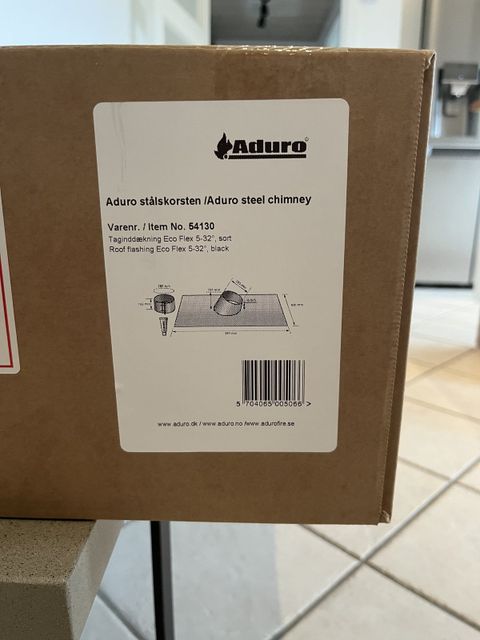 Aduro
Aduro stålskorsten /Aduro steel chimney
Varenr. / Item No. 54130
Taginddækning Eco Flex 5-32°, sort
Roof flashing Eco Flex 5-32°, black
5 704065 005066 >
www.aduro.dk / www.aduro.no /www.adurofire.se